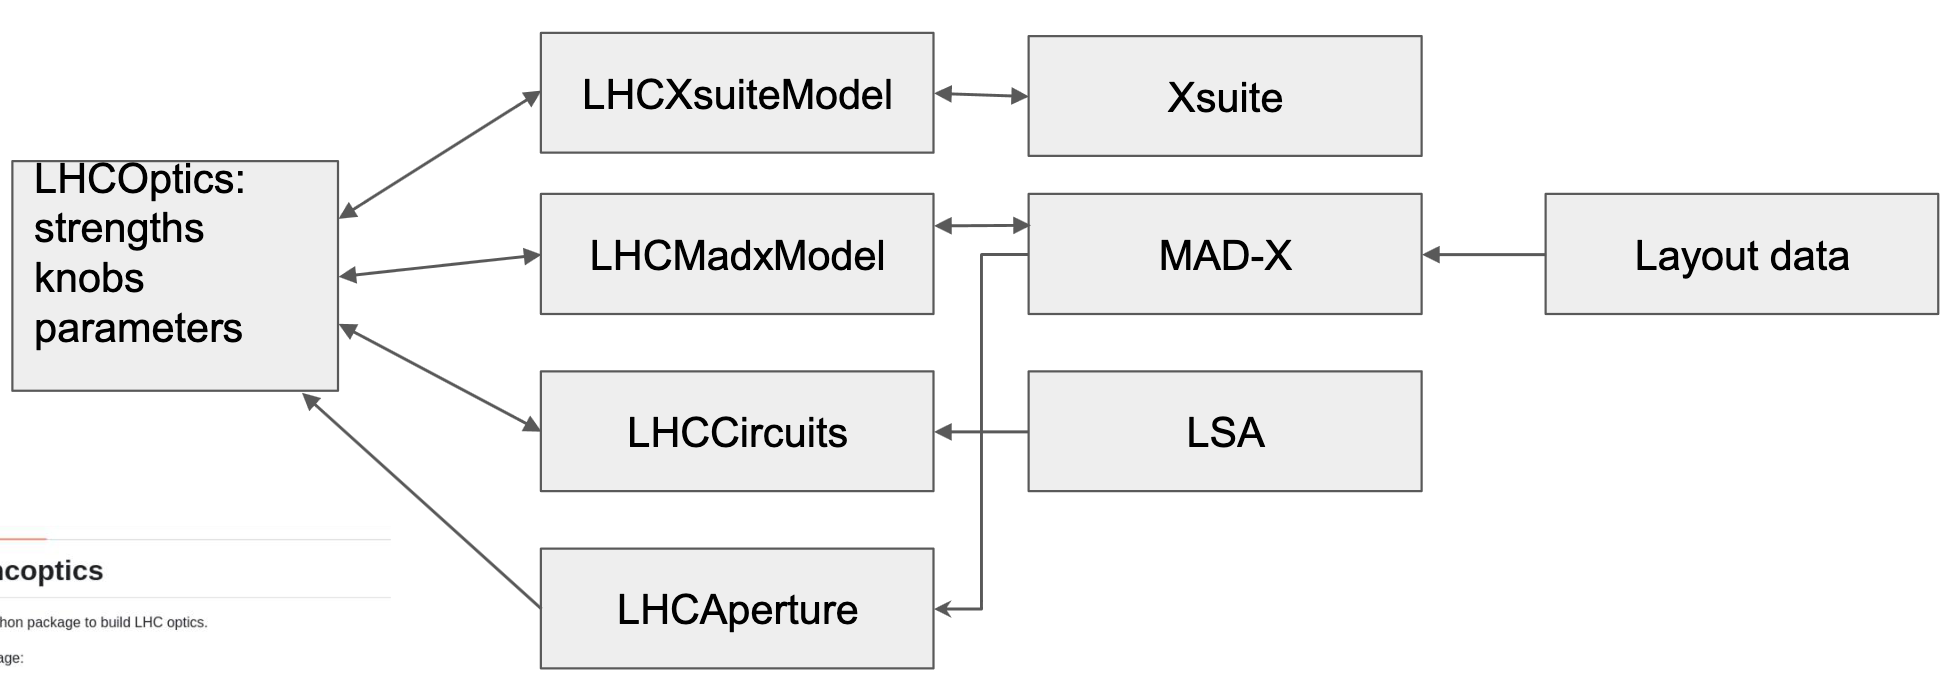 LHCXsuiteModel
Xsuite
LHCOptics:
strengths
knobs
parameters
LHCMadxModel
MAD-X
Layout data
LHCCircuits
LSA
LHCAperture
coptics
hon package to build LHC optics.
age: